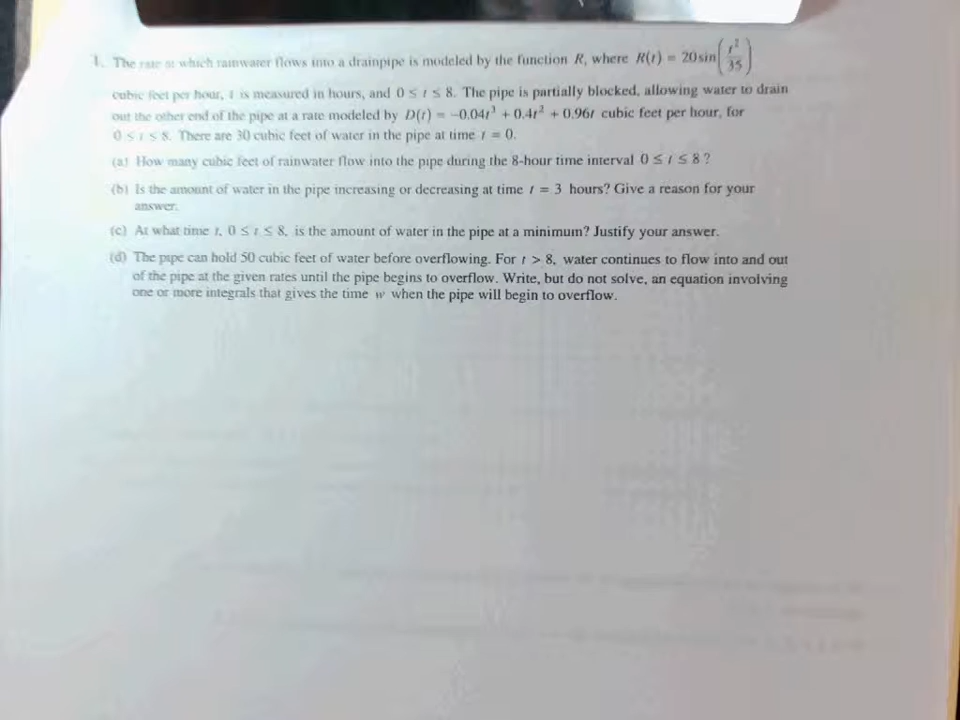 1. The rate at which rainwater flows into a drainpipe is modeled by the function R, where R(t) = 20sin(t²/35)
cubic feet per hour, t is measured in hours, and 0 ≤ t ≤ 8. The pipe is partially blocked, allowing water to drain
out the other end of the pipe at a rate modeled by D(t) = −0.04t³ + 0.4t² + 0.96t cubic feet per hour, for
0 ≤ t ≤ 8. There are 30 cubic feet of water in the pipe at time t = 0.
(a) How many cubic feet of rainwater flow into the pipe during the 8-hour time interval 0 ≤ t ≤ 8?
(b) Is the amount of water in the pipe increasing or decreasing at time t = 3 hours? Give a reason for your
answer.
(c) At what time t, 0 ≤ t ≤ 8, is the amount of water in the pipe at a minimum? Justify your answer.
(d) The pipe can hold 50 cubic feet of water before overflowing. For t > 8, water continues to flow into and out
of the pipe at the given rates until the pipe begins to overflow. Write, but do not solve, an equation involving
one or more integrals that gives the time w when the pipe will begin to overflow.